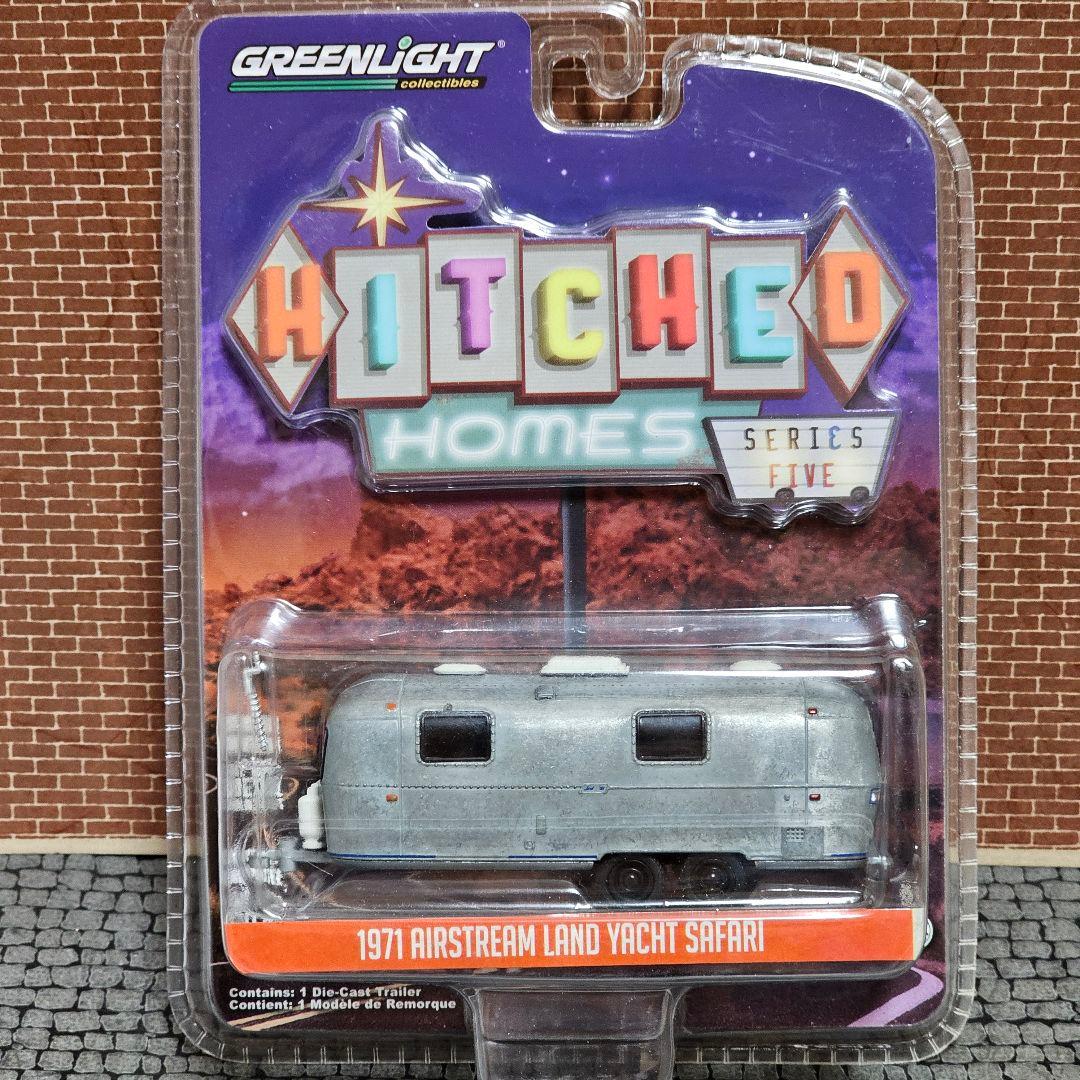 GREENLIGHT®
collectibles
HITCHED
HOMES
SERIES
FIVE
1971 AIRSTREAM LAND YACHT SAFARI
Contains: 1 Die-Cast Trailer
Contient: 1 Modèle de Remorque